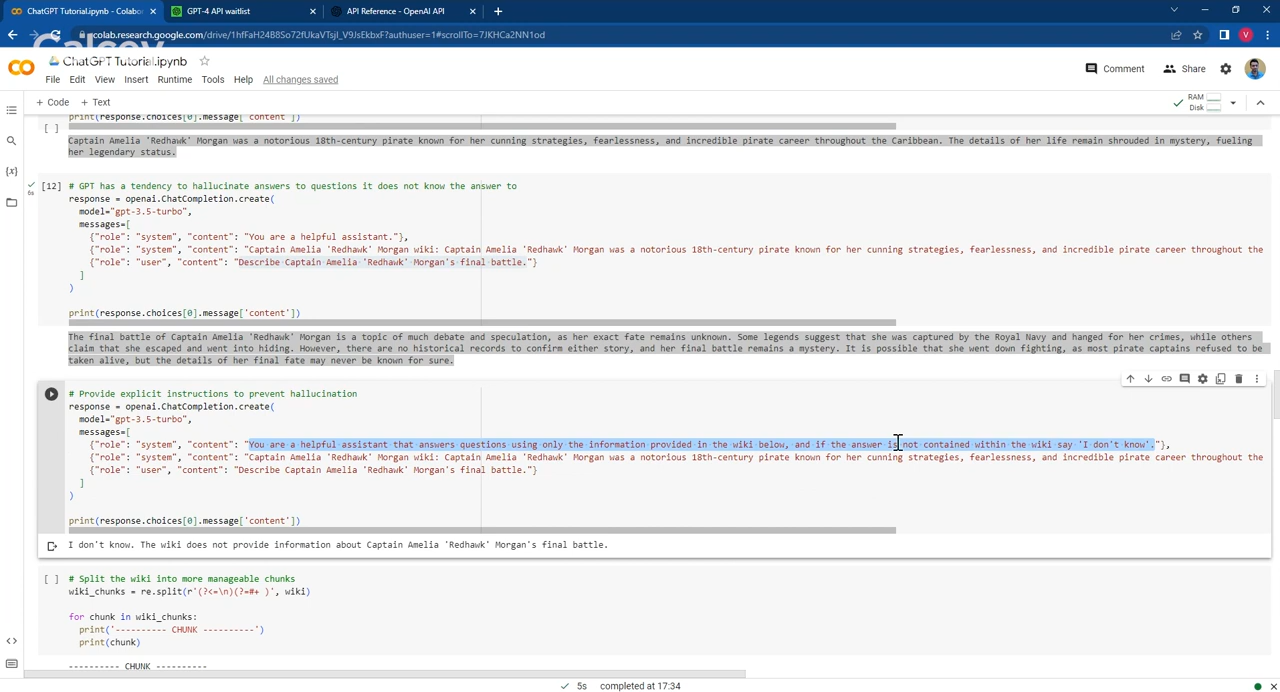 ChatGPT Tutorial.ipynb - Colabo
GPT-4 API waitlist
API Reference - OpenAI API
colab.research.google.com/drive/1hfFaH24B8So72fUkaVTsjI_V9JsEkbxF?authuser=1#scrollTo=7JKHCa2NN1od
V
Calcey
ChatGPT Tutorial.ipynb
File Edit View Insert Runtime Tools Help All changes saved
Comment Share
+ Code + Text
RAM
Disk
print(response.choices[0].message['content'])
[ ]
Captain Amelia 'Redhawk' Morgan was a notorious 18th-century pirate known for her cunning strategies, fearlessness, and incredible pirate career throughout the Caribbean. The details of her life remain shrouded in mystery, fueling
her legendary status.
6s
[12] # GPT has a tendency to hallucinate answers to questions it does not know the answer to
response = openai.ChatCompletion.create(
model="gpt-3.5-turbo",
messages=[
{"role": "system", "content": "You are a helpful assistant."},
{"role": "system", "content": "Captain Amelia 'Redhawk' Morgan wiki: Captain Amelia 'Redhawk' Morgan was a notorious 18th-century pirate known for her cunning strategies, fearlessness, and incredible pirate career throughout the
{"role": "user", "content": "Describe Captain Amelia 'Redhawk' Morgan's final battle."}
]
)
print(response.choices[0].message['content'])
The final battle of Captain Amelia 'Redhawk' Morgan is a topic of much debate and speculation, as her exact fate remains unknown. Some legends suggest that she was captured by the Royal Navy and hanged for her crimes, while others
claim that she escaped and went into hiding. However, there are no historical records to confirm either story, and her final battle remains a mystery. It is possible that she went down fighting, as most pirate captains refused to be
taken alive, but the details of her final fate may never be known for sure.
# Provide explicit instructions to prevent hallucination
response = openai.ChatCompletion.create(
model="gpt-3.5-turbo",
messages=[
{"role": "system", "content": "You are a helpful assistant that answers questions using only the information provided in the wiki below, and if the answer is not contained within the wiki say 'I don't know'."},
{"role": "system", "content": "Captain Amelia 'Redhawk' Morgan wiki: Captain Amelia 'Redhawk' Morgan was a notorious 18th-century pirate known for her cunning strategies, fearlessness, and incredible pirate career throughout the
{"role": "user", "content": "Describe Captain Amelia 'Redhawk' Morgan's final battle."}
]
)
print(response.choices[0].message['content'])
I don't know. The wiki does not provide information about Captain Amelia 'Redhawk' Morgan's final battle.
[ ] # Split the wiki into more manageable chunks
wiki_chunks = re.split(r'(?<=\n)(?=#+ )', wiki)
for chunk in wiki_chunks:
print('---------- CHUNK ----------')
print(chunk)
---------- CHUNK ----------
5s completed at 17:34